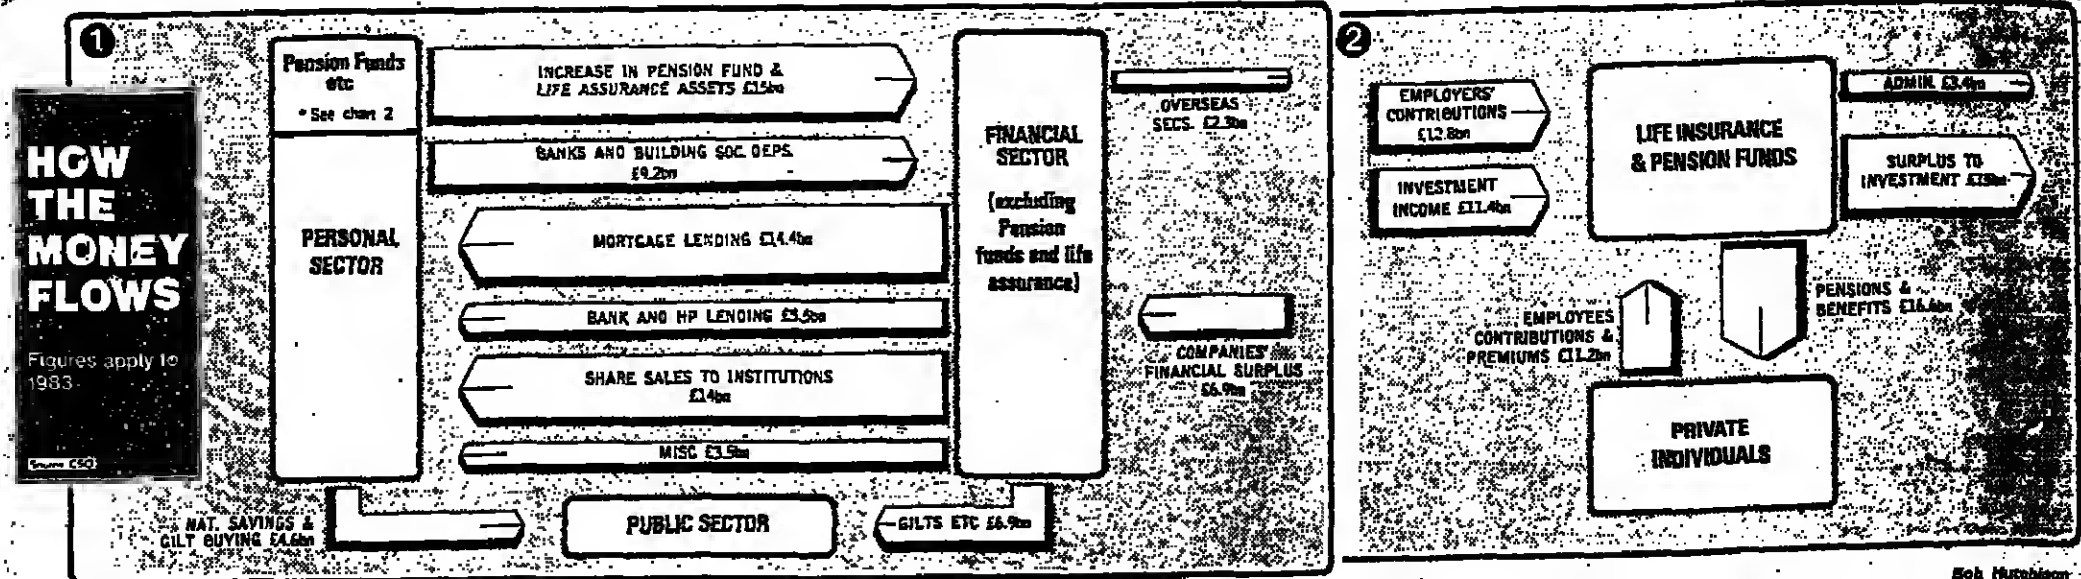 HOW
THE
MONEY
FLOWS
Figures apply to
1983
Source CSO
1
Pension Funds
etc
* See chart 2
PERSONAL
SECTOR
INCREASE IN PENSION FUND &
LIFE ASSURANCE ASSETS £15bn
BANKS AND BUILDING SOC. DEPS.
£9.2bn
MORTGAGE LENDING £14.4bn
BANK AND HP LENDING £3.5bn
SHARE SALES TO INSTITUTIONS
£14bn
MISC £3.5bn
FINANCIAL
SECTOR
(excluding
Pension
funds and life
assurance)
OVERSEAS
SECS. £2.3bn
COMPANIES'
FINANCIAL SURPLUS
£6.9bn
NAT. SAVINGS &
GILT BUYING £4.6bn
PUBLIC SECTOR
GILTS ETC £6.9bn
2
EMPLOYERS'
CONTRIBUTIONS
£12.8bn
INVESTMENT
INCOME £11.4bn
LIFE INSURANCE
& PENSION FUNDS
ADMIN. £3.4bn
SURPLUS TO
INVESTMENT £15bn
EMPLOYEES
CONTRIBUTIONS &
PREMIUMS £11.2bn
PENSIONS &
BENEFITS £16.6bn
PRIVATE
INDIVIDUALS
Bob Hutchison